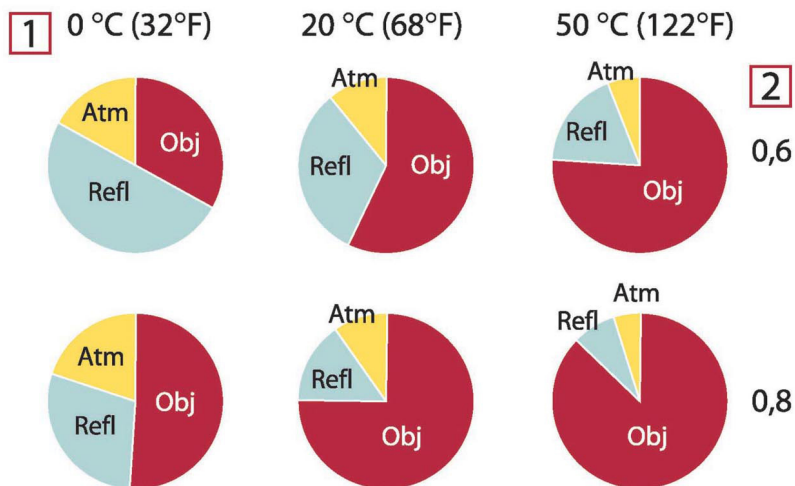 1 0 °C (32°F) 20 °C (68°F) 50 °C (122°F)
2
Atm Obj Refl
Atm Refl Obj
Atm Refl Obj
0,6
Atm Obj Refl
Atm Refl Obj
Atm Refl Obj
0,8